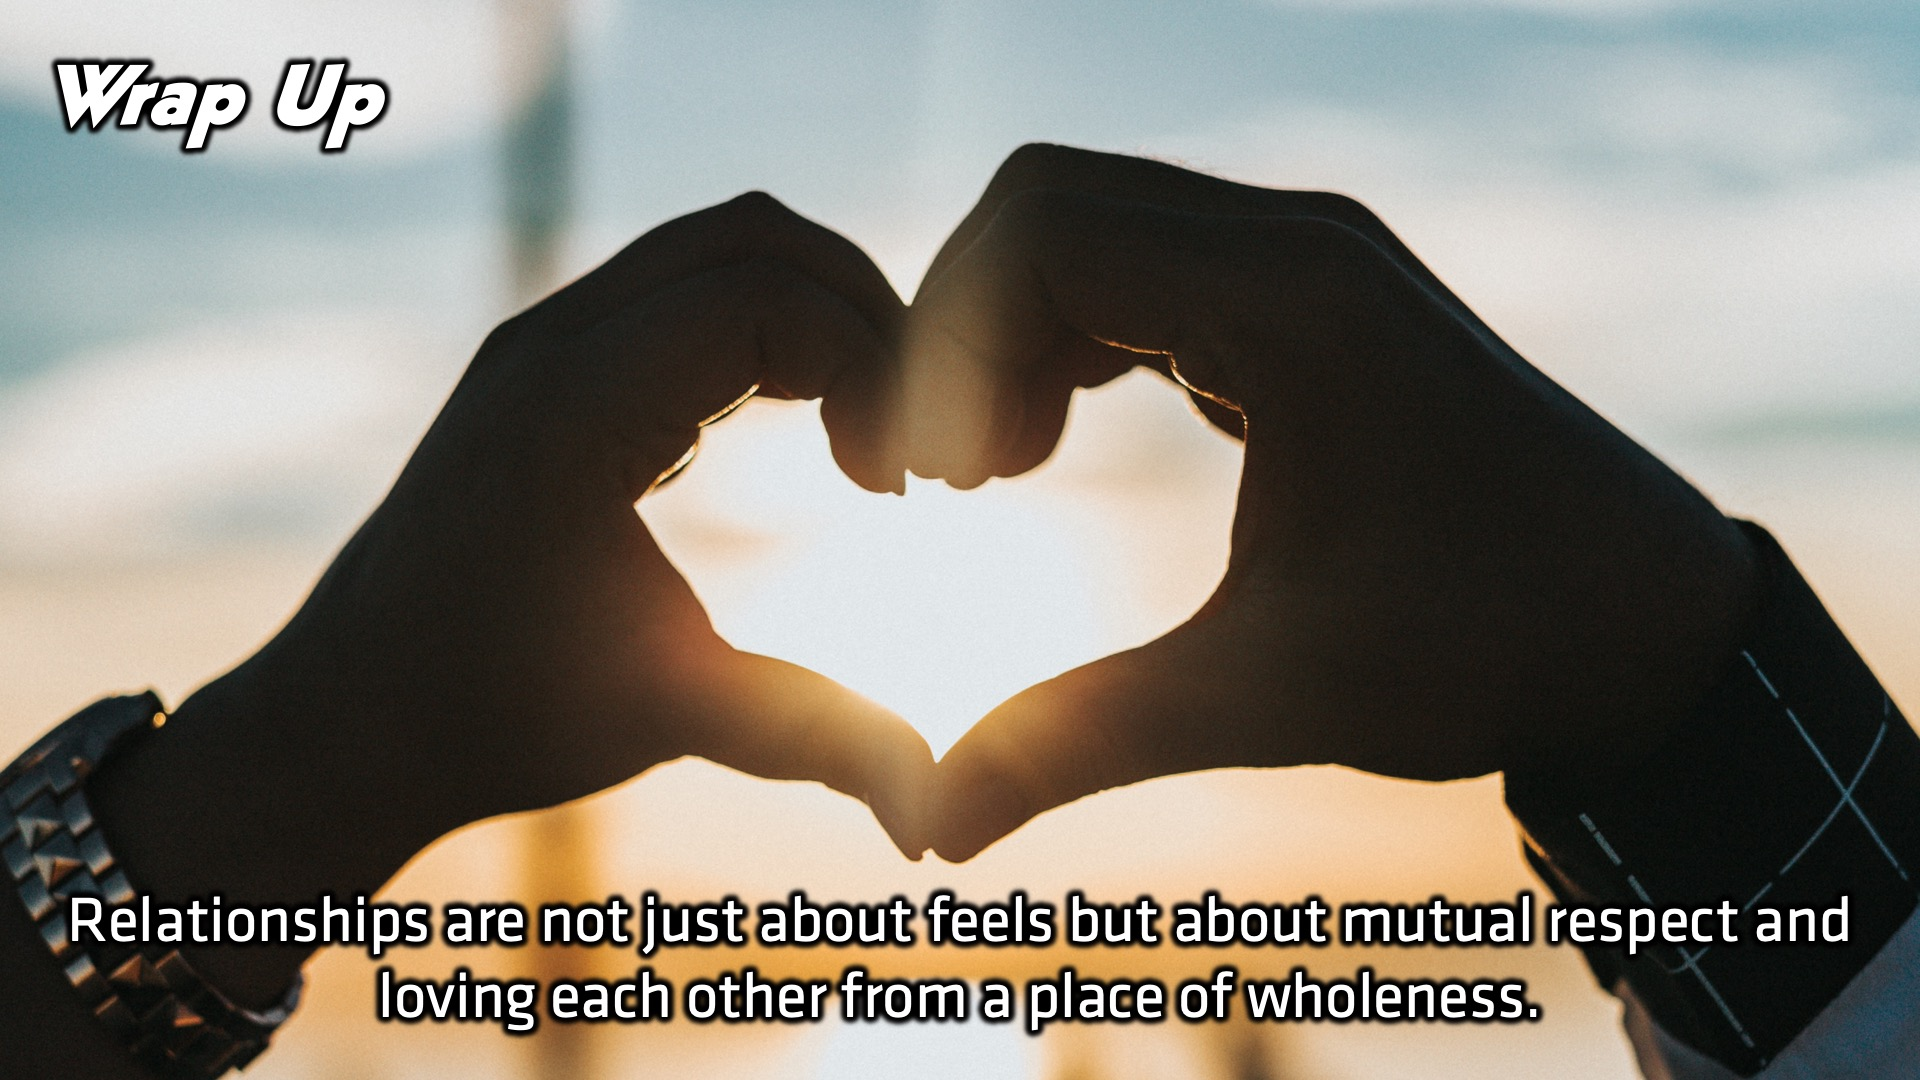 Wrap Up
Relationships are not just about feels but about mutual respect and
loving each other from a place of wholeness.